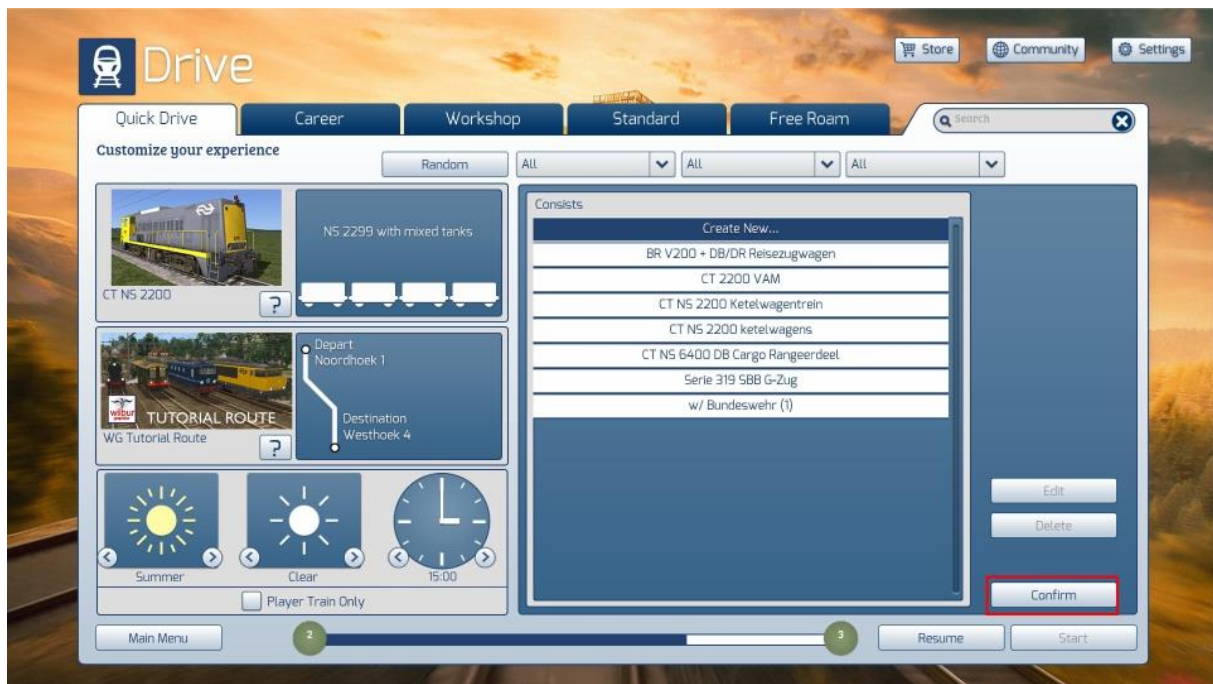 Drive
Store
Community
Settings
Quick Drive
Career
Workshop
Standard
Free Roam
Search
Customize your experience
Random
All
All
All
CT NS 2200
?
NS 2299 with mixed tanks
Consists
Create New...
BR V200 + DB/DR Reisezugwagen
CT 2200 VAM
CT NS 2200 Ketelwagentrein
CT NS 2200 ketelwagens
CT NS 6400 DB Cargo Rangeerdeel
Serie 319 SBB G-Zug
w/ Bundeswehr (1)
wilbur
TUTORIAL ROUTE
WG Tutorial Route
?
Depart
Noordhoek 1
Destination
Westhoek 4
Summer
Clear
15:00
Player Train Only
Edit
Delete
Confirm
Main Menu
2
3
Resume
Start